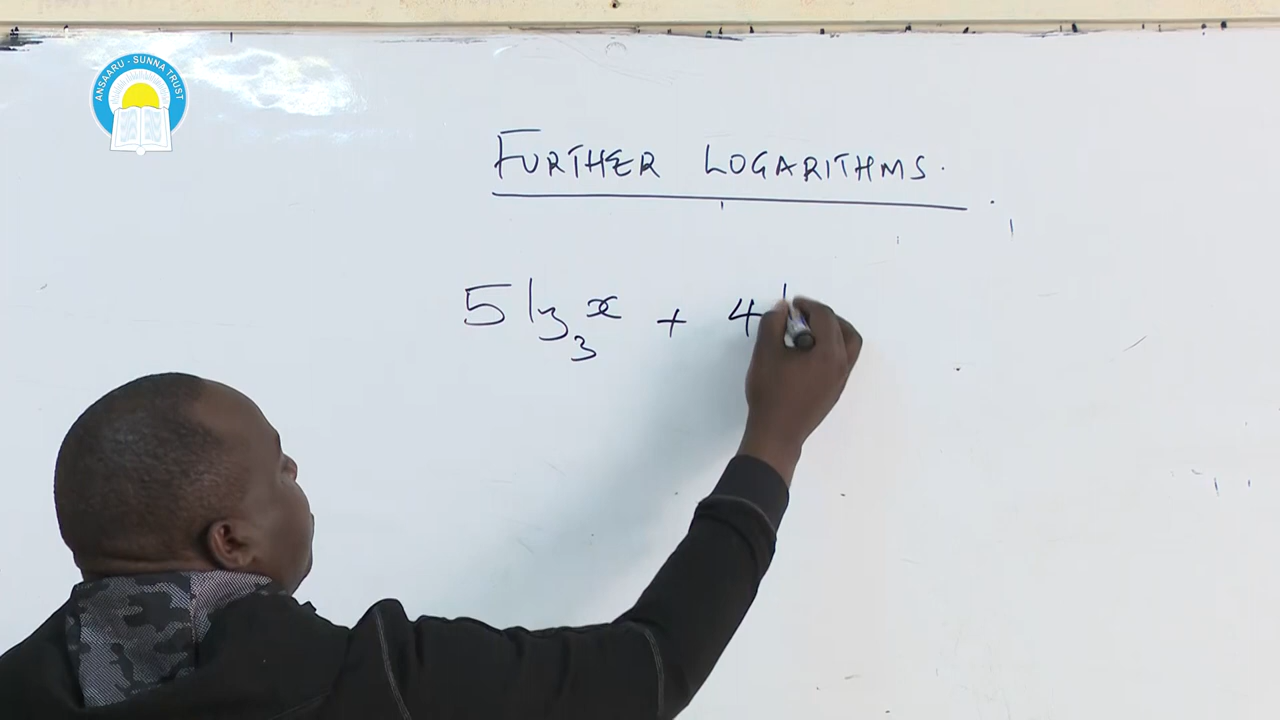 ANSAARU - SUNNA TRUST
FURTHER LOGARITHMS.
5 log₃ x + 4 l